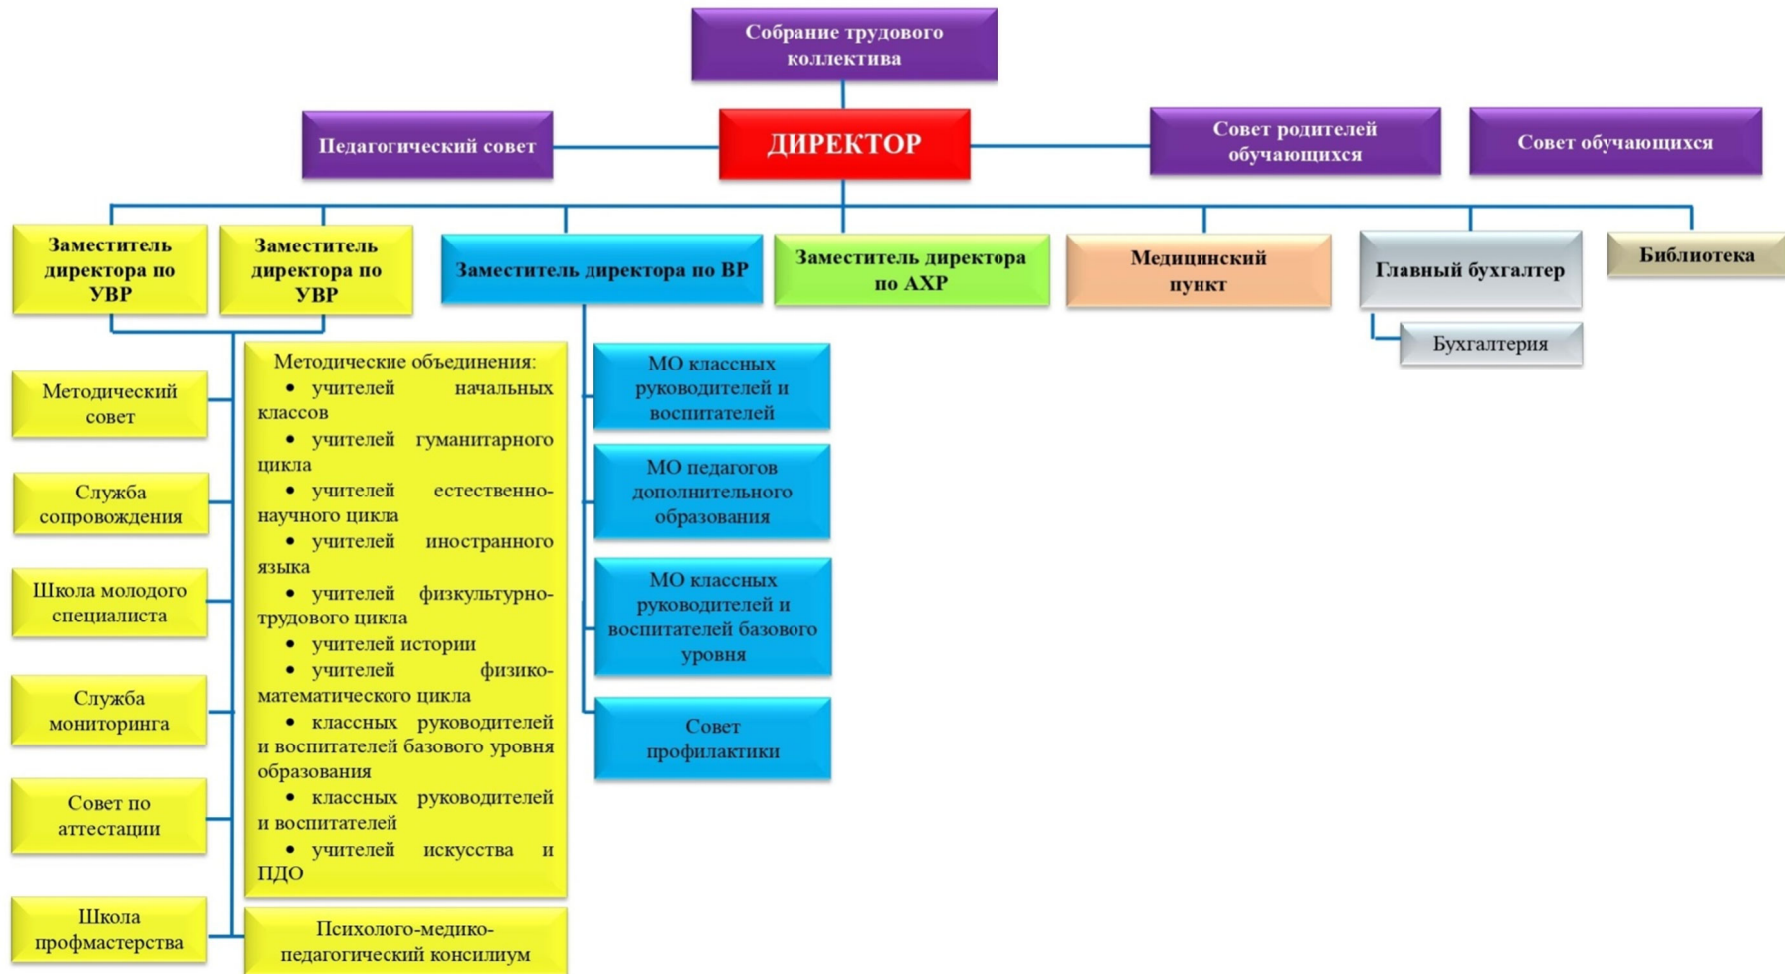 Собрание трудового
коллектива
Педагогический совет
ДИРЕКТОР
Совет родителей
обучающихся
Совет обучающихся
Заместитель
директора по
УВР
Заместитель
директора по
УВР
Заместитель директора по ВР
Заместитель директора
по АХР
Медицинский
пункт
Главный бухгалтер
Библиотека
Бухгалтерия
Методический
совет
Служба
сопровождения
Школа молодого
специалиста
Служба
мониторинга
Совет по
аттестации
Школа
профмастерства
Методические объединения:
• учителей начальных
классов
• учителей гуманитарного
цикла
• учителей естественно-
научного цикла
• учителей иностранного
языка
• учителей физкультурно-
трудового цикла
• учителей истории
• учителей физико-
математического цикла
• классных руководителей
и воспитателей базового уровня
образования
• классных руководителей
и воспитателей
• учителей искусства и
ПДО
Психолого-медико-
педагогический консилиум
МО классных
руководителей и
воспитателей
МО педагогов
дополнительного
образования
МО классных
руководителей и
воспитателей базового
уровня
Совет
профилактики